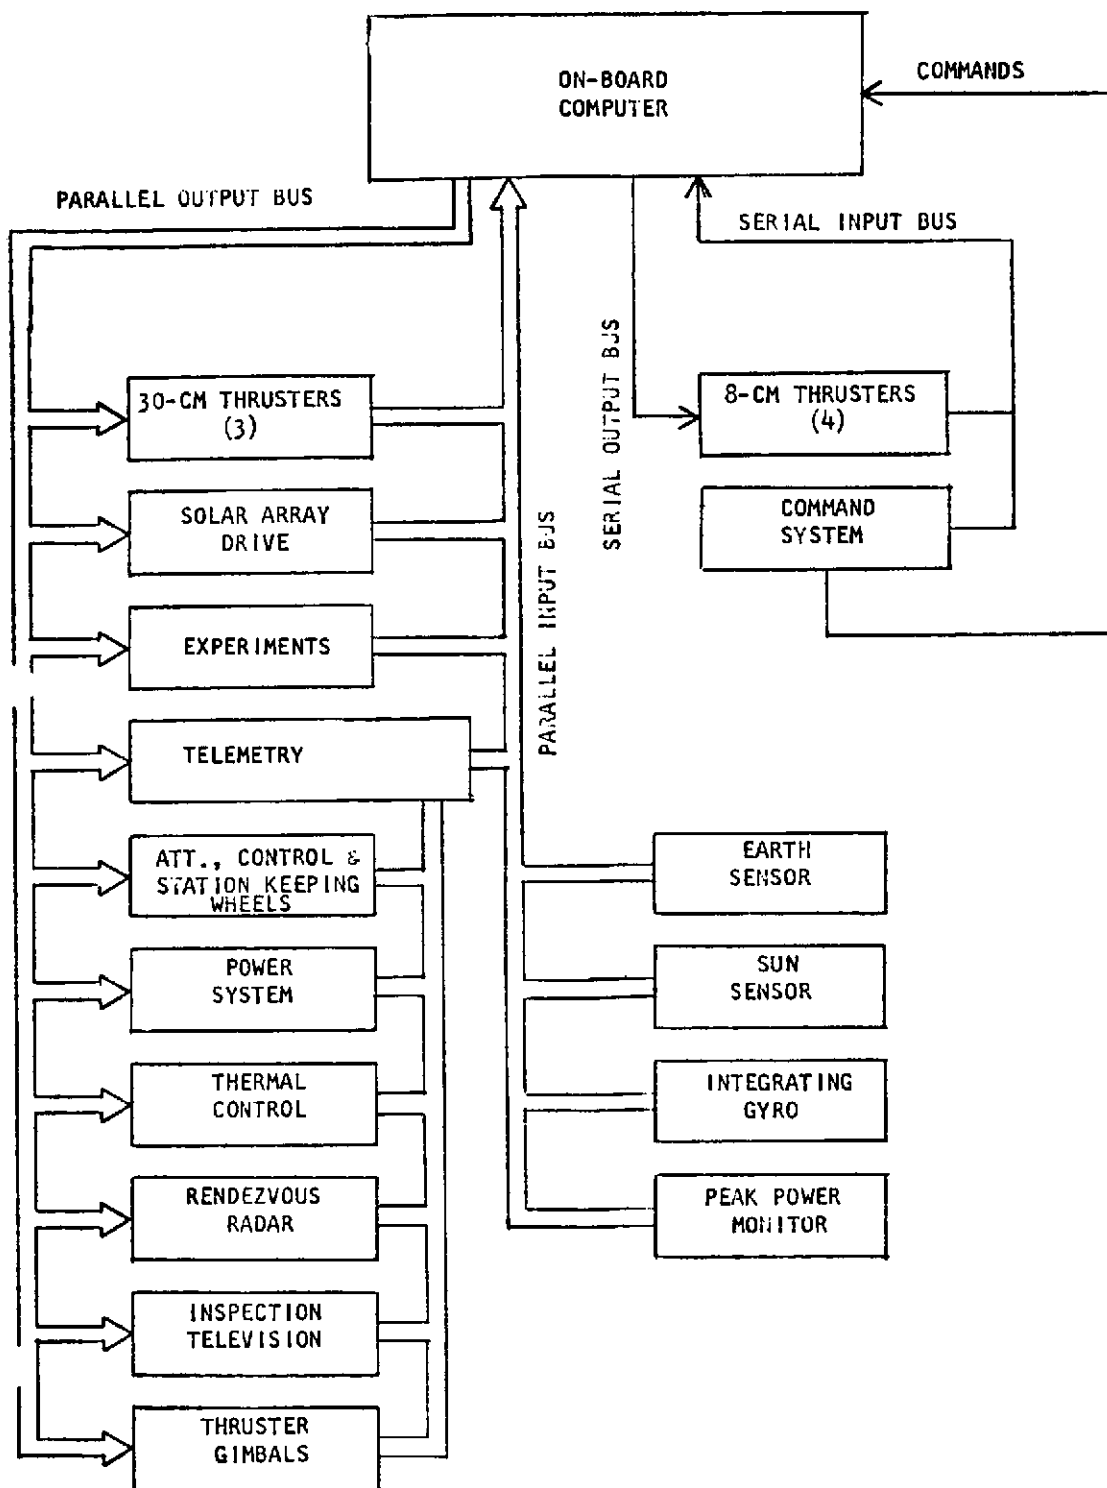 ON-BOARD
COMPUTER
COMMANDS
PARALLEL OUTPUT BUS
SERIAL INPUT BUS
SERIAL OUTPUT BUS
PARALLEL INPUT BUS
30-CM THRUSTERS
(3)
8-CM THRUSTERS
(4)
SOLAR ARRAY
DRIVE
COMMAND
SYSTEM
EXPERIMENTS
TELEMETRY
ATT., CONTROL &
STATION KEEPING
WHEELS
EARTH
SENSOR
POWER
SYSTEM
SUN
SENSOR
THERMAL
CONTROL
INTEGRATING
GYRO
RENDEZVOUS
RADAR
PEAK POWER
MONITOR
INSPECTION
TELEVISION
THRUSTER
GIMBALS